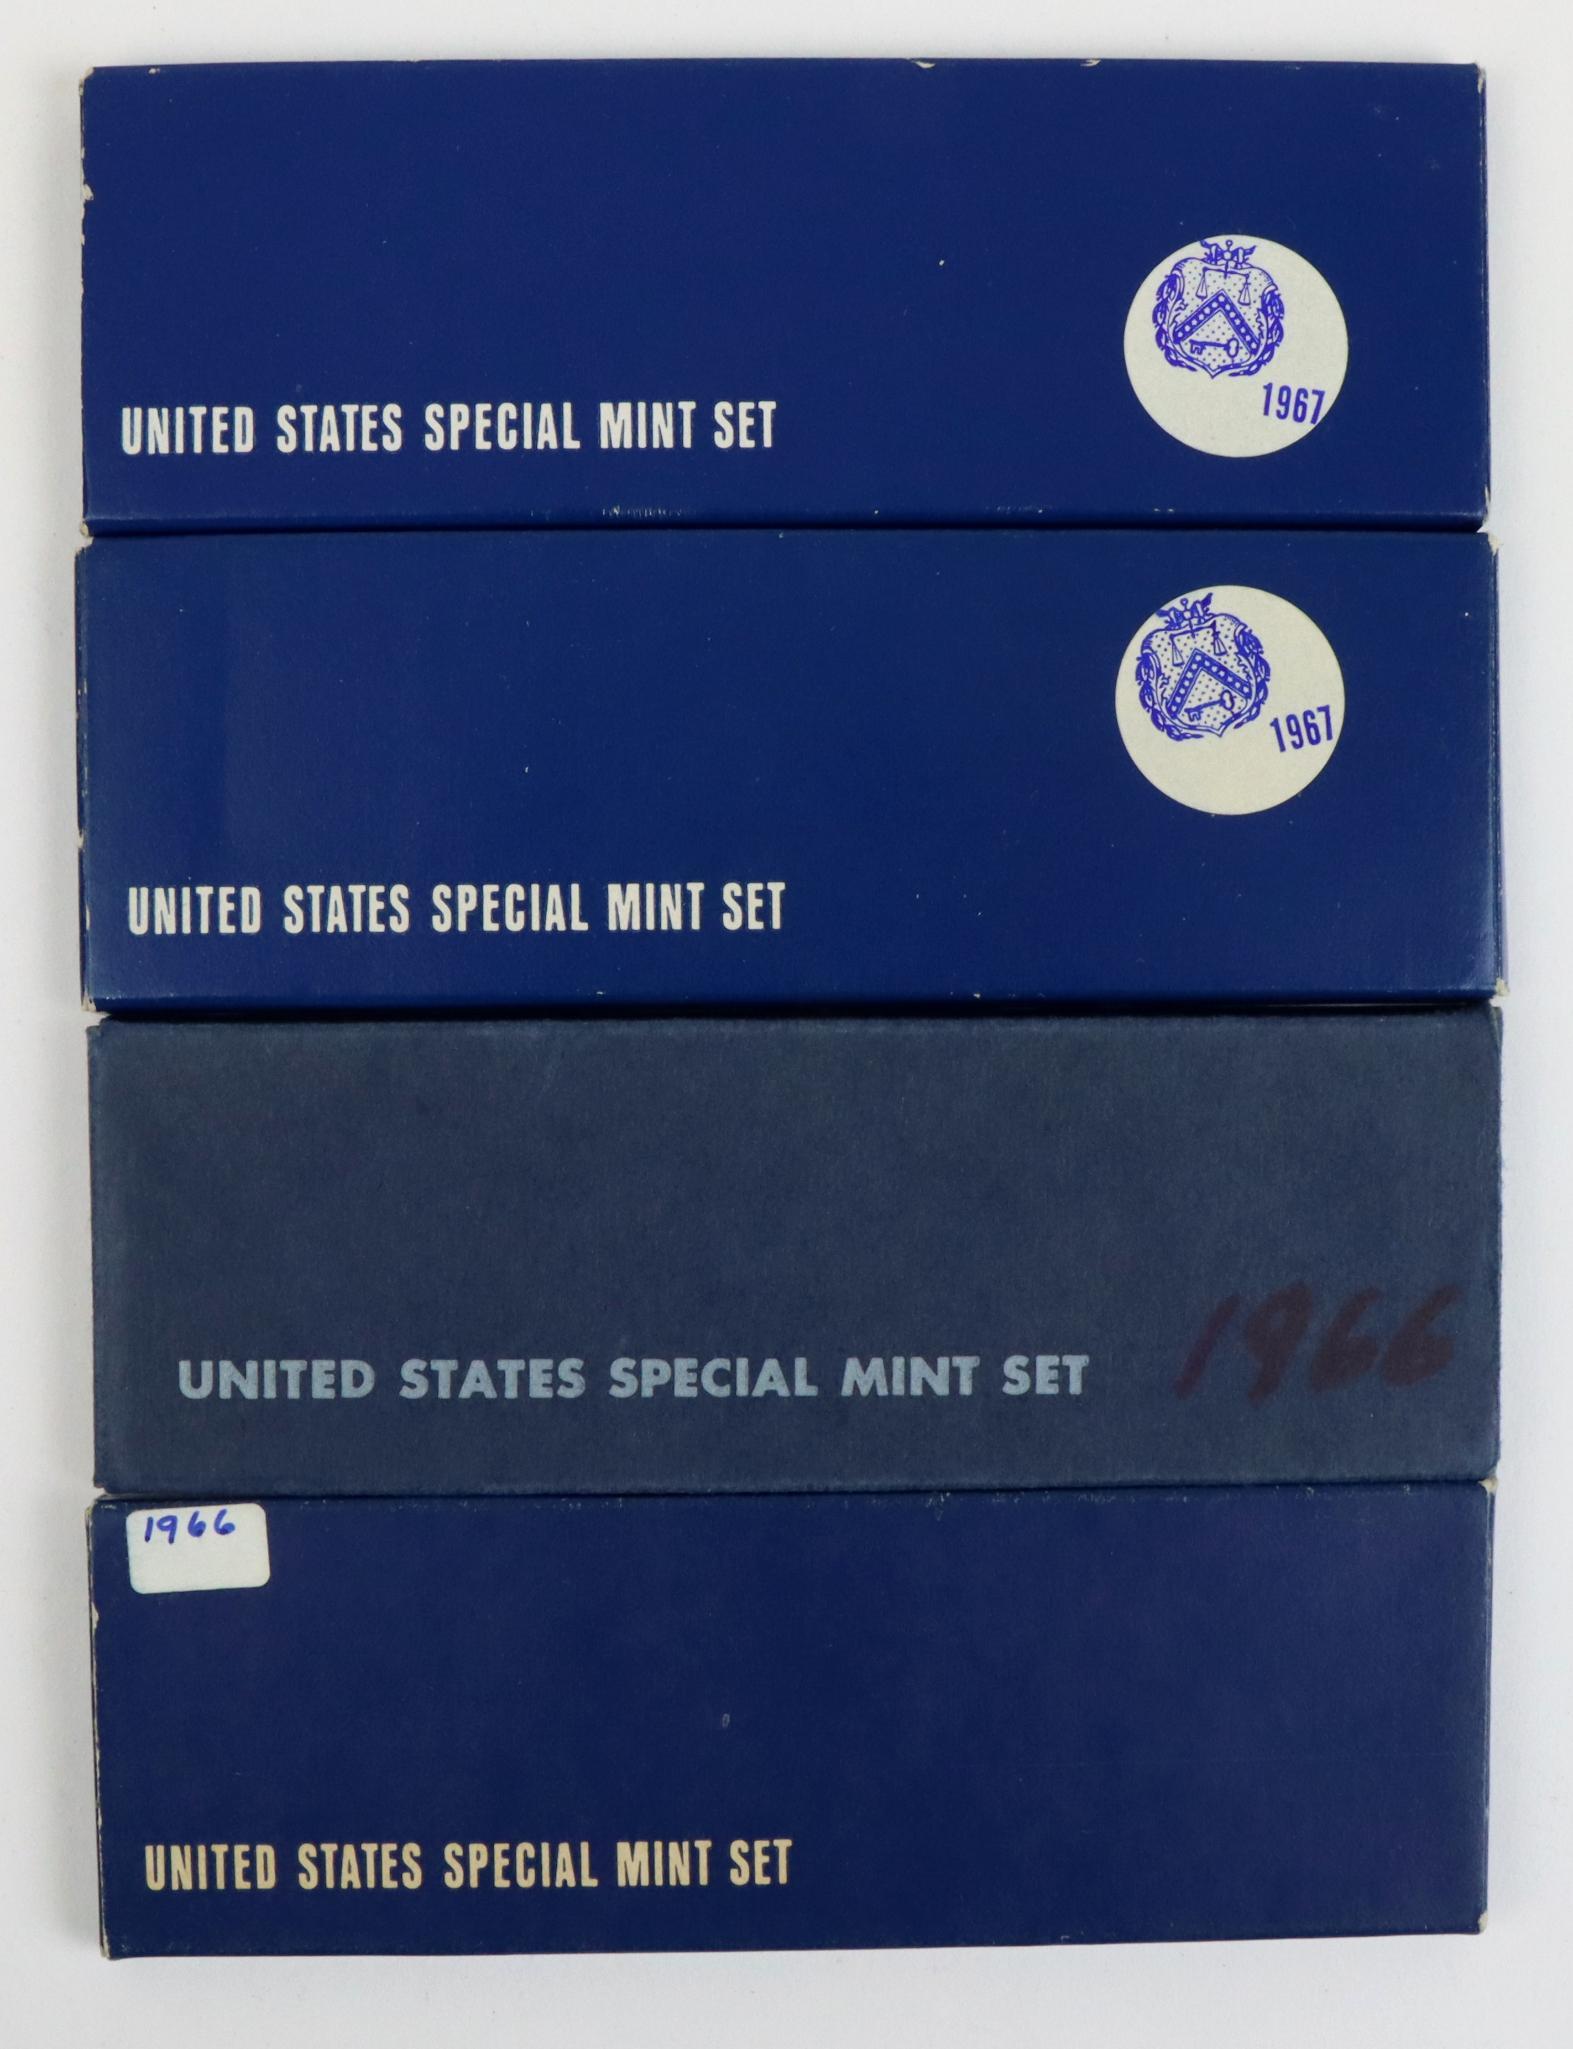 UNITED STATES SPECIAL MINT SET
1967
1967
UNITED STATES SPECIAL MINT SET
UNITED STATES SPECIAL MINT SET 1966
1966
UNITED STATES SPECIAL MINT SET